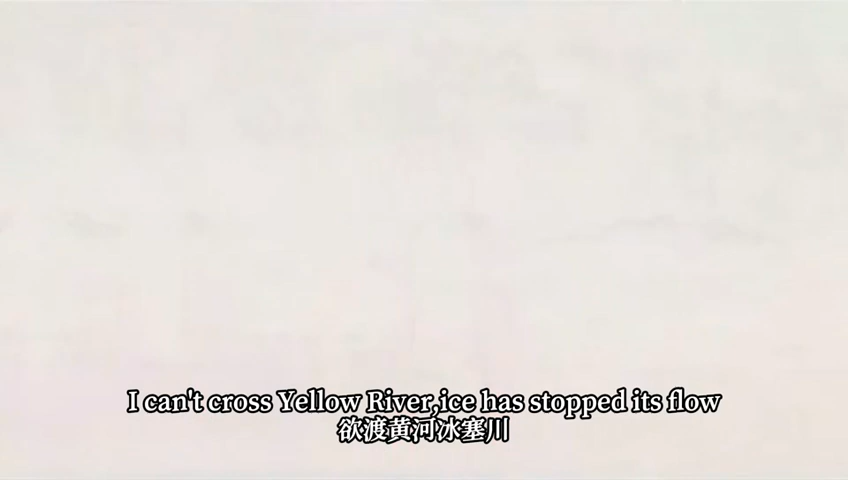 I can't cross Yellow River,ice has stopped its flow
欲渡黄河冰塞川